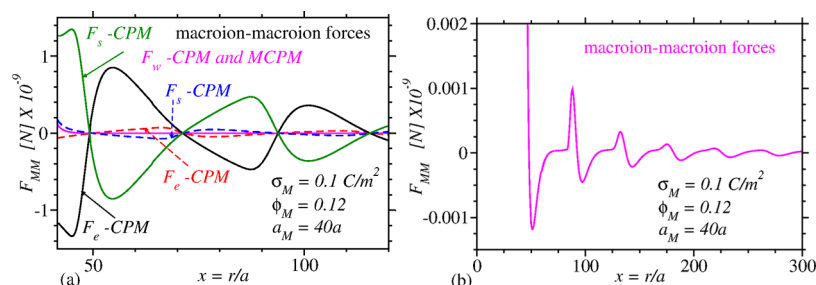 macroion-macroion forces
F_s -CPM
F_w -CPM and MCPM
F_s -CPM
F_e -CPM
F_e -CPM
σ_M = 0.1 C/m^2
ϕ_M = 0.12
a_M = 40a
F_MM [N] X 10^-9
1
0
-1
50
100
x = r/a
(a)
macroion-macroion forces
σ_M = 0.1 C/m^2
ϕ_M = 0.12
a_M = 40a
F_MM [N] X 10^-9
0.002
0.001
0
-0.001
0
50
100
150
200
250
300
x = r/a
(b)